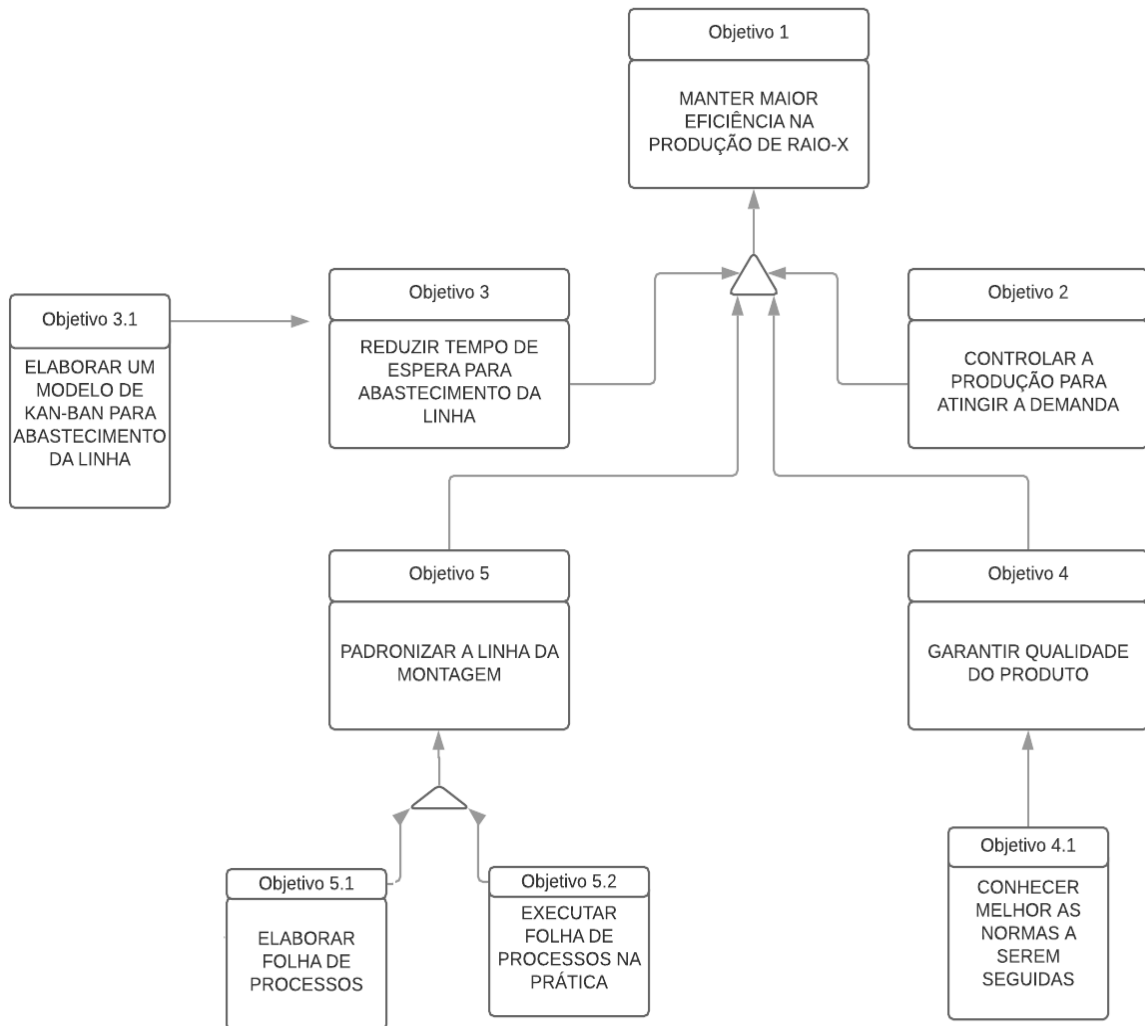 Objetivo 1
MANTER MAIOR
EFICIÊNCIA NA
PRODUÇÃO DE RAIO-X
Objetivo 3.1
ELABORAR UM
MODELO DE
KAN-BAN PARA
ABASTECIMENTO
DA LINHA
Objetivo 3
REDUZIR TEMPO DE
ESPERA PARA
ABASTECIMENTO DA
LINHA
Objetivo 2
CONTROLAR A
PRODUÇÃO PARA
ATINGIR A DEMANDA
Objetivo 5
PADRONIZAR A LINHA DA
MONTAGEM
Objetivo 4
GARANTIR QUALIDADE
DO PRODUTO
Objetivo 5.1
ELABORAR
FOLHA DE
PROCESSOS
Objetivo 5.2
EXECUTAR
FOLHA DE
PROCESSOS NA
PRÁTICA
Objetivo 4.1
CONHECER
MELHOR AS
NORMAS A
SEREM
SEGUIDAS